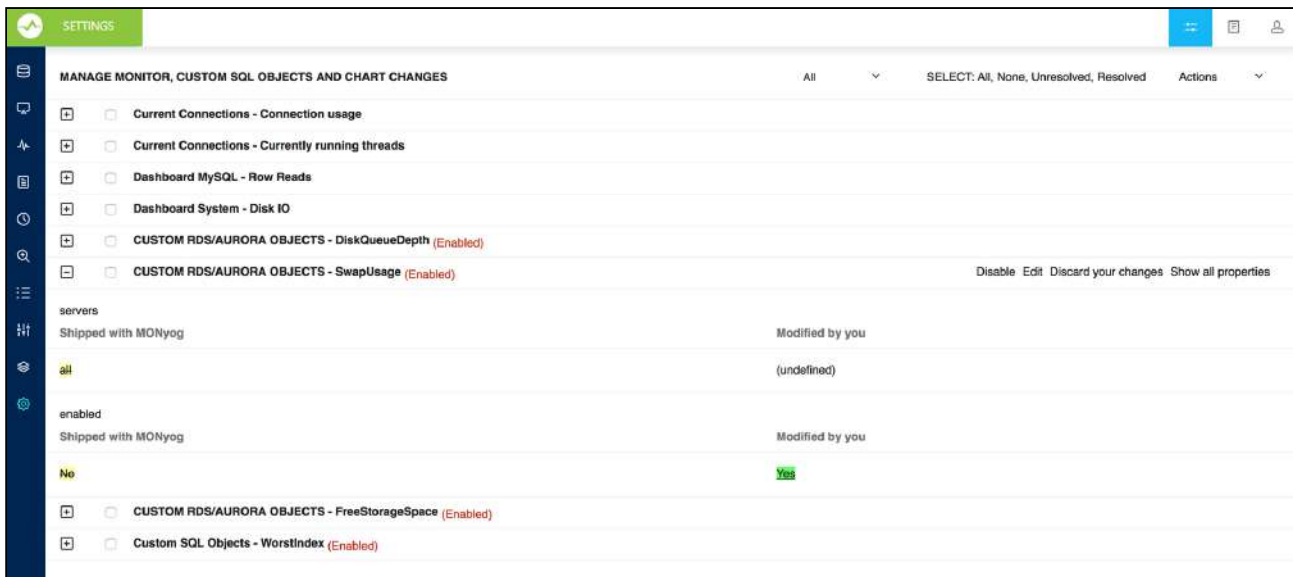 SETTINGS
MANAGE MONITOR, CUSTOM SQL OBJECTS AND CHART CHANGES All SELECT: All, None, Unresolved, Resolved Actions
Current Connections - Connection usage
Current Connections - Currently running threads
Dashboard MySQL - Row Reads
Dashboard System - Disk IO
CUSTOM RDS/AURORA OBJECTS - DiskQueueDepth (Enabled)
CUSTOM RDS/AURORA OBJECTS - SwapUsage (Enabled) Disable Edit Discard your changes Show all properties
servers
Shipped with MONyog Modified by you
all (undefined)
enabled
Shipped with MONyog Modified by you
No Yes
CUSTOM RDS/AURORA OBJECTS - FreeStorageSpace (Enabled)
Custom SQL Objects - WorstIndex (Enabled)